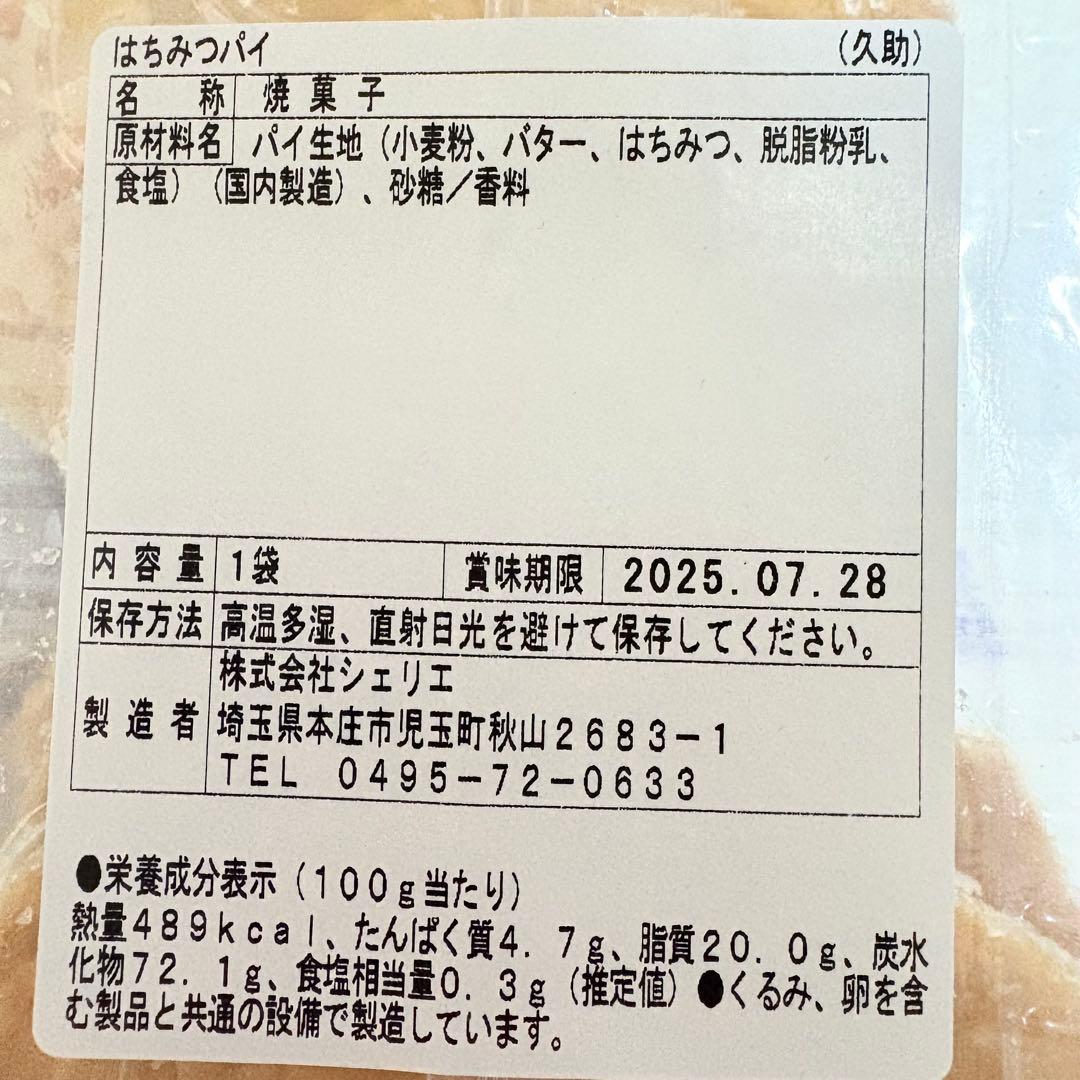 はちみつパイ （久助）
名称 焼菓子
原材料名 パイ生地（小麦粉、バター、はちみつ、脱脂粉乳、
食塩）（国内製造）、砂糖／香料
内容量 1袋 賞味期限 2025.07.28
保存方法 高温多湿、直射日光を避けて保存してください。
製造者 株式会社シェリエ
埼玉県本庄市児玉町秋山２６８３－１
ＴＥＬ ０４９５－７２－０６３３
●栄養成分表示（１００ｇ当たり）
熱量４８９ｋｃａｌ、たんぱく質４．７ｇ、脂質２０．０ｇ、炭水
化物７２．１ｇ、食塩相当量０．３ｇ（推定値）●くるみ、卵を含
む製品と共通の設備で製造しています。